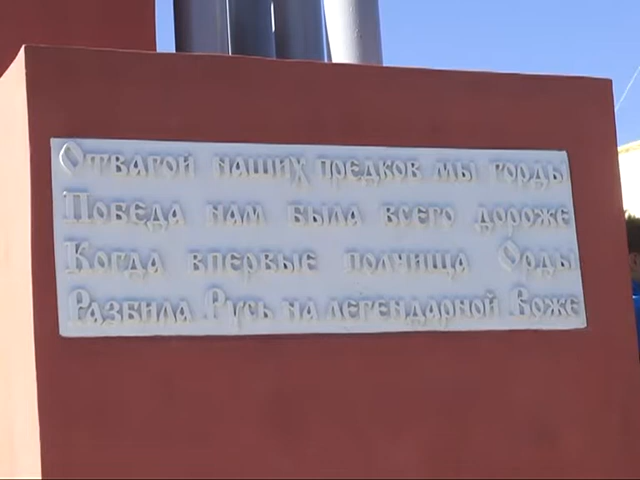 Отвагой наших предков мы горды
Победа нам была всего дороже
Когда впервые полчища Орды
Разбила Русь на легендарной Воже